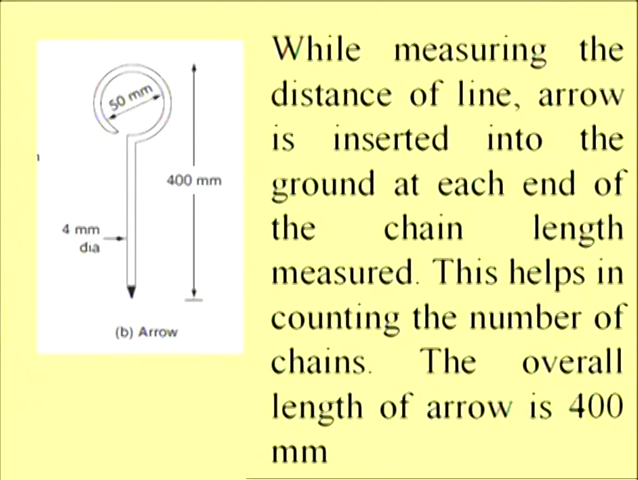 50 mm
400 mm
4 mm
dia
(b) Arrow
While measuring the
distance of line, arrow
is inserted into the
ground at each end of
the chain length
measured. This helps in
counting the number of
chains. The overall
length of arrow is 400
mm